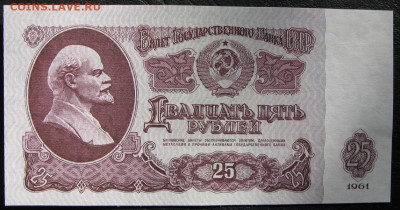 COINS.LAVE.RU
Билет Государственного Банка СССР
Двадцать пять
рублей
25
25
1961